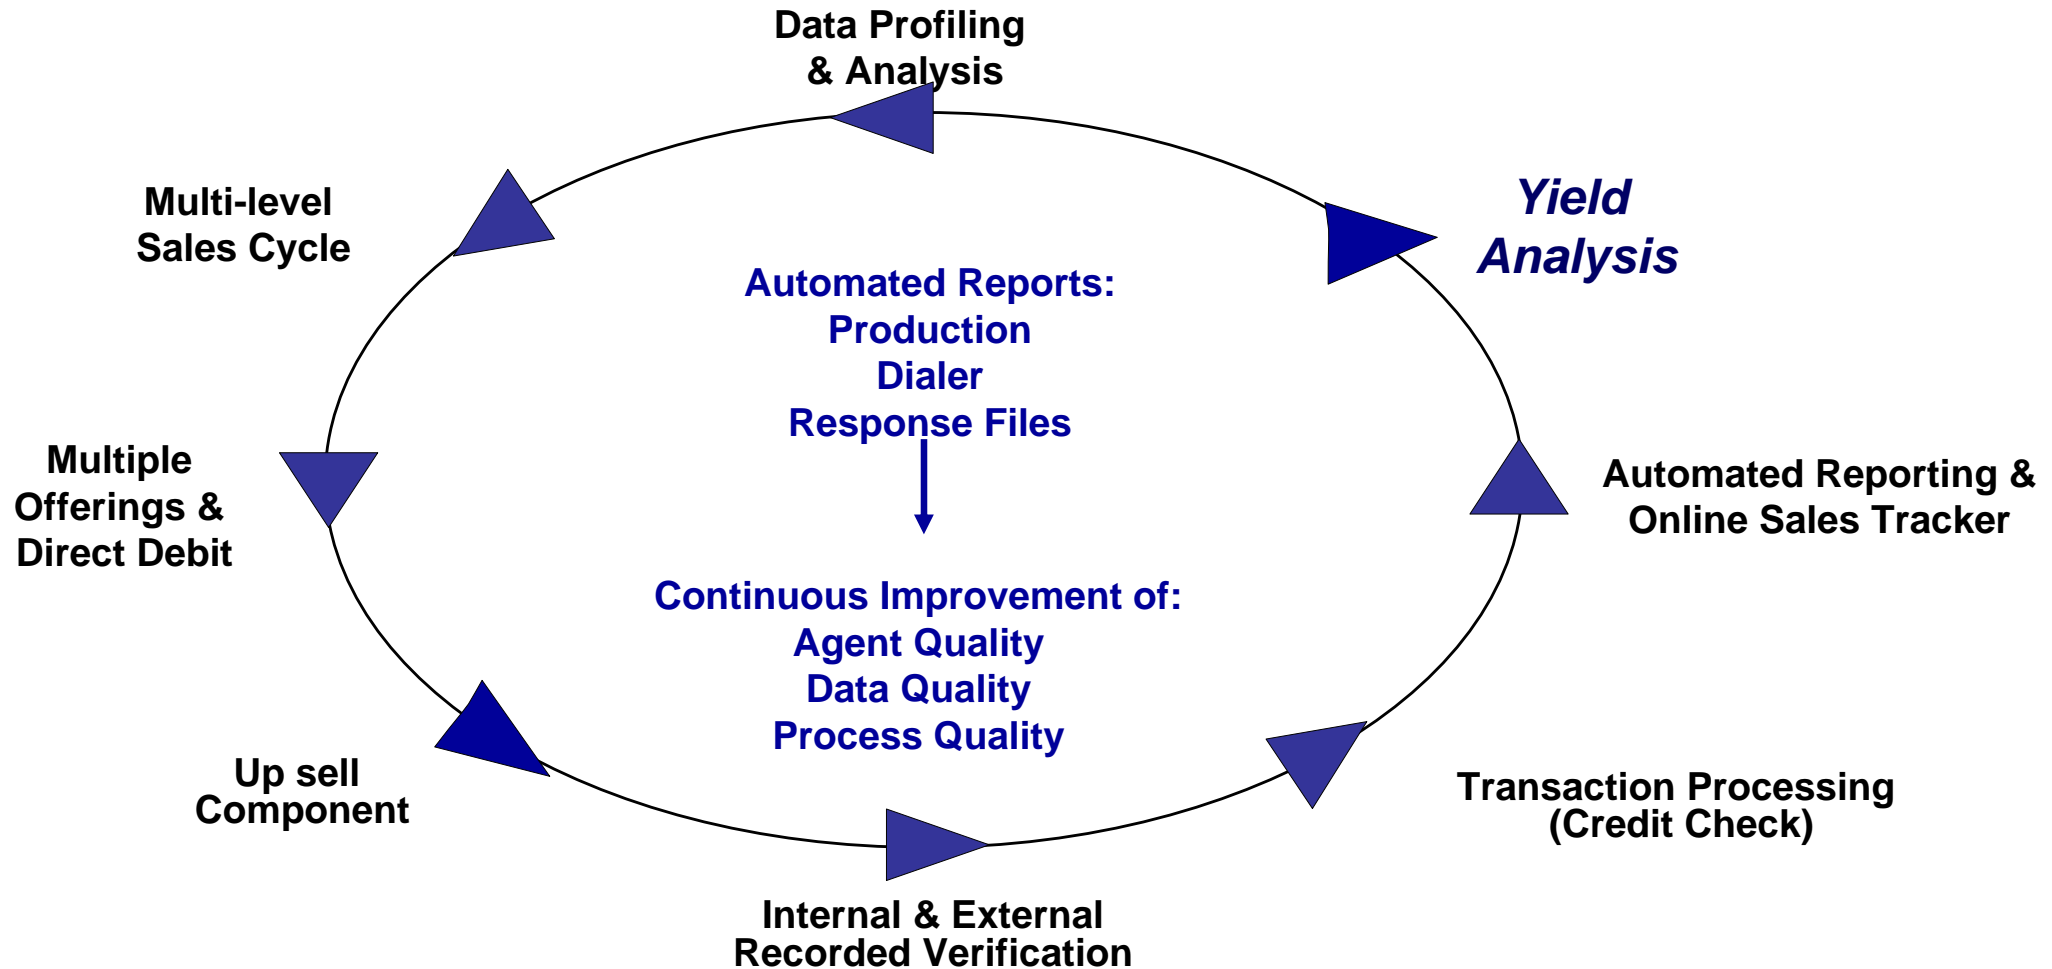 Data Profiling
& Analysis
Multi-level
Sales Cycle
Yield
Analysis
Automated Reports:
Production
Dialer
Response Files
Multiple
Offerings &
Direct Debit
Automated Reporting &
Online Sales Tracker
Continuous Improvement of:
Agent Quality
Data Quality
Process Quality
Up sell
Component
Transaction Processing
(Credit Check)
Internal & External
Recorded Verification